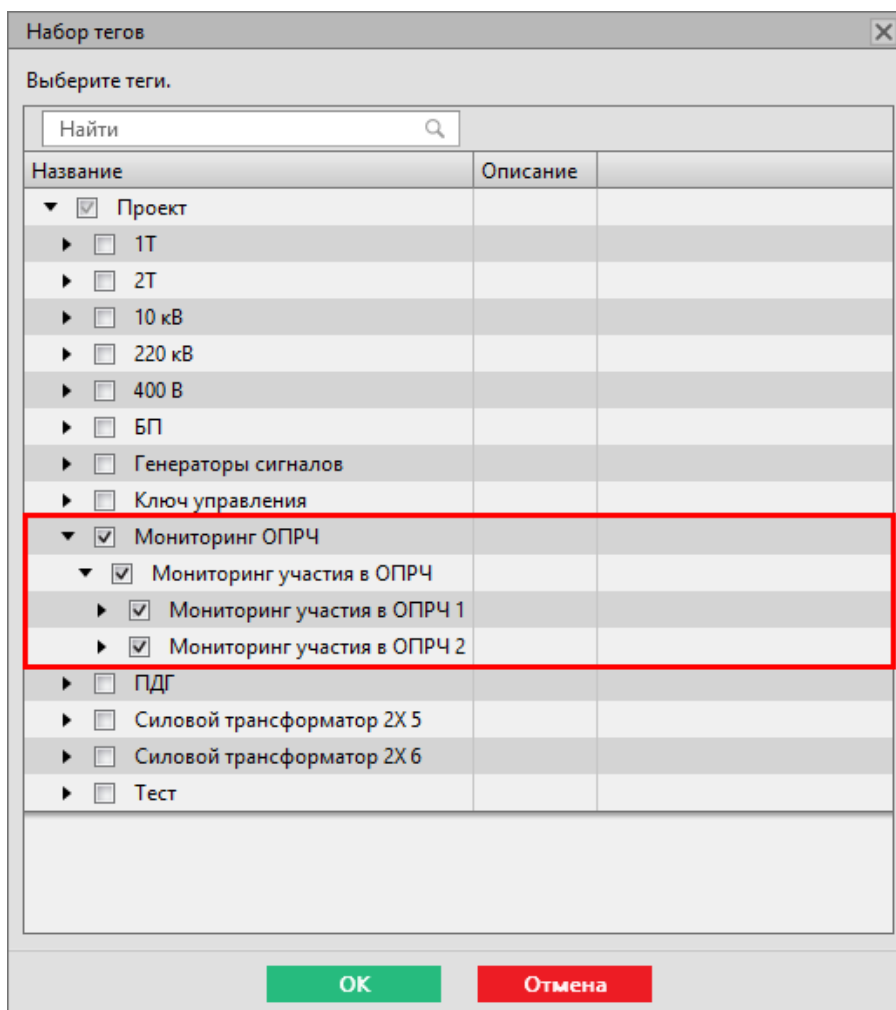 Набор тегов
Выберите теги.
Найти
Название Описание
Проект
1Т
2Т
10 кВ
220 кВ
400 В
БП
Генераторы сигналов
Ключ управления
Мониторинг ОПРЧ
Мониторинг участия в ОПРЧ
Мониторинг участия в ОПРЧ 1
Мониторинг участия в ОПРЧ 2
ПДГ
Силовой трансформатор 2Х 5
Силовой трансформатор 2Х 6
Тест
ОК Отмена